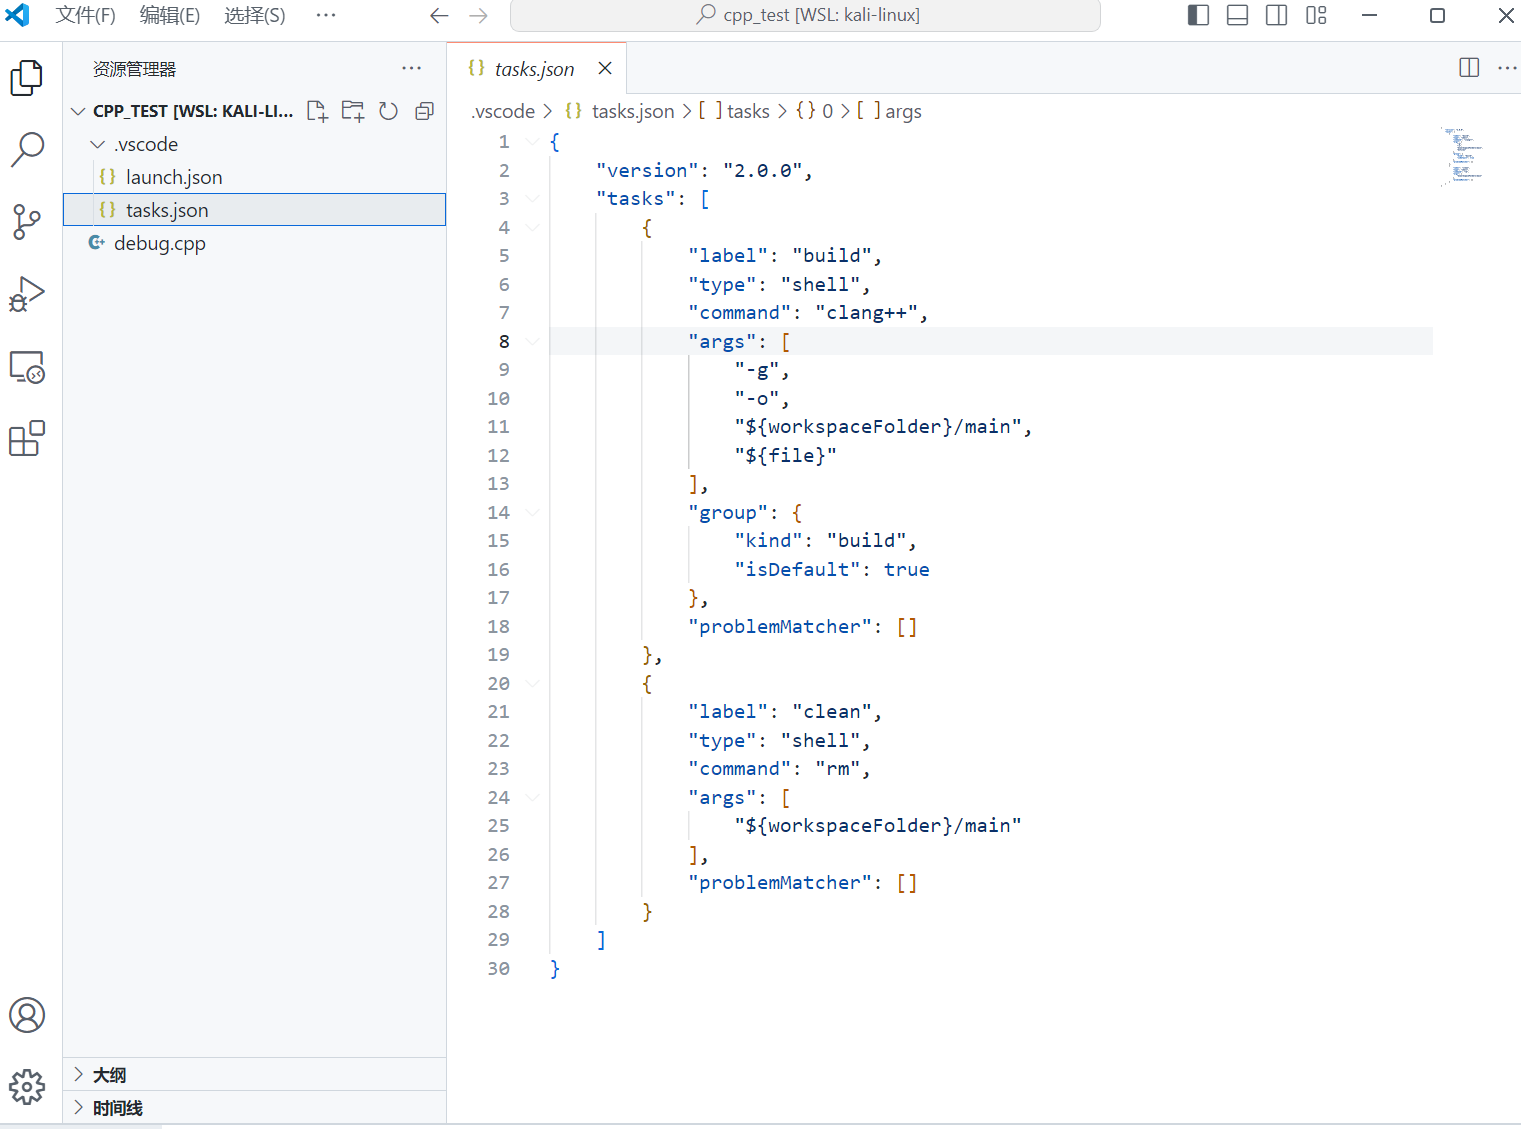 文件(F) 编辑(E) 选择(S) ··· cpp_test [WSL: kali-linux]
资源管理器 ···
CPP_TEST [WSL: KALI-LI...
.vscode
{} launch.json
{} tasks.json
debug.cpp
大纲
时间线
{} tasks.json
.vscode > {} tasks.json > [ ] tasks > {} 0 > [ ] args
1 {
2 "version": "2.0.0",
3 "tasks": [
4 {
5 "label": "build",
6 "type": "shell",
7 "command": "clang++",
8 "args": [
9 "-g",
10 "-o",
11 "${workspaceFolder}/main",
12 "${file}"
13 ],
14 "group": {
15 "kind": "build",
16 "isDefault": true
17 },
18 "problemMatcher": []
19 },
20 {
21 "label": "clean",
22 "type": "shell",
23 "command": "rm",
24 "args": [
25 "${workspaceFolder}/main"
26 ],
27 "problemMatcher": []
28 }
29 ]
30 }